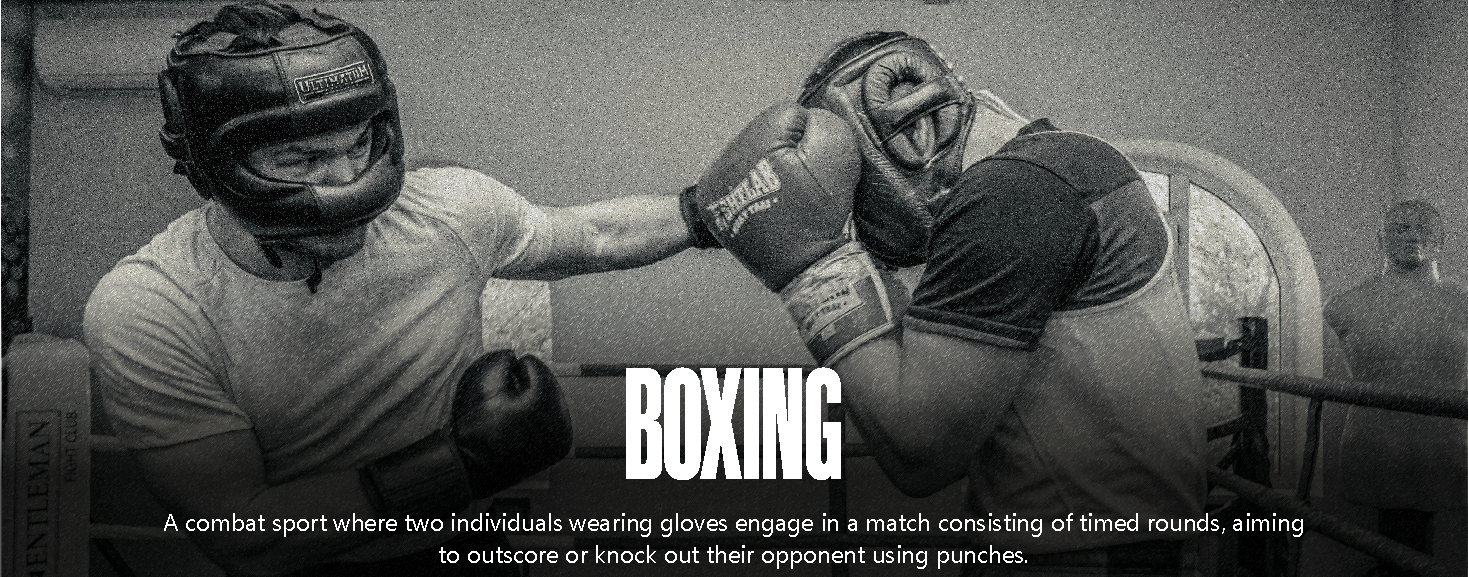 ULTIMATUM
GENTLEMAN
FIGHT CLUB
BOXING
A combat sport where two individuals wearing gloves engage in a match consisting of timed rounds, aiming
to outscore or knock out their opponent using punches.